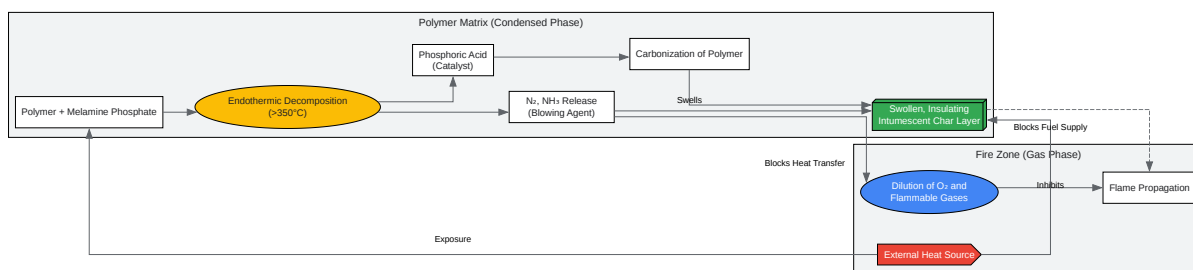 Polymer Matrix (Condensed Phase)
Phosphoric Acid
(Catalyst)
Carbonization of Polymer
Polymer + Melamine Phosphate
Endothermic Decomposition
(>350°C)
N₂, NH₃ Release
(Blowing Agent)
Swells
Swollen, Insulating
Intumescent Char Layer
Blocks Fuel Supply
Blocks Heat Transfer
Fire Zone (Gas Phase)
Dilution of O₂ and
Flammable Gases
Inhibits
Flame Propagation
Exposure
External Heat Source